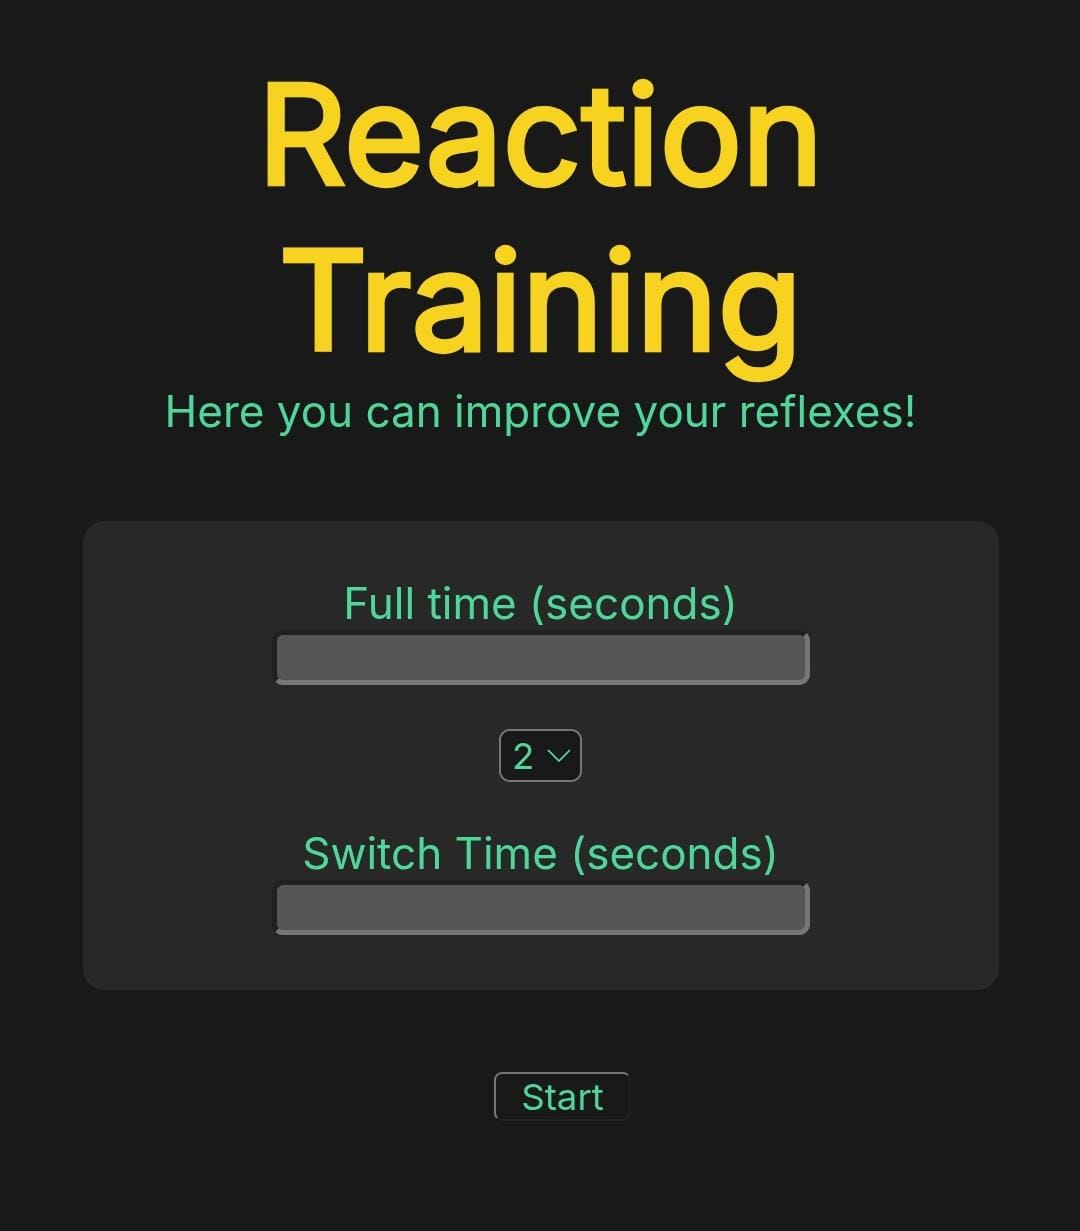 Reaction
Training
Here you can improve your reflexes!
Full time (seconds)
2
Switch Time (seconds)
Start